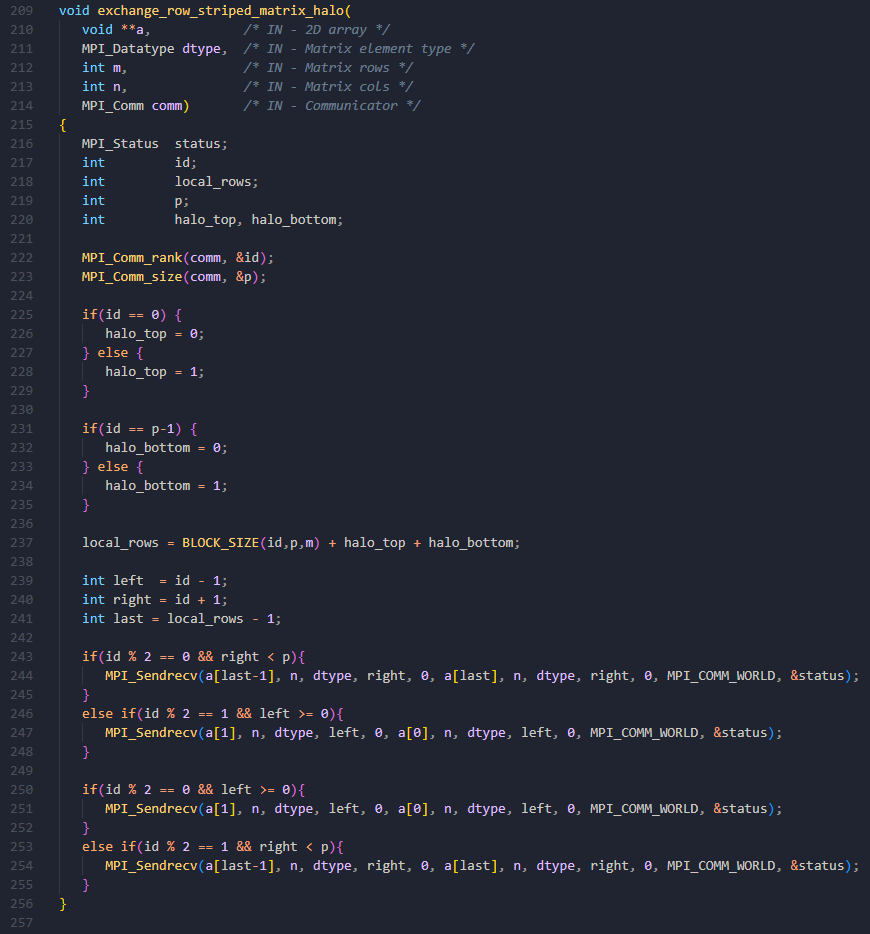 209 void exchange_row_striped_matrix_halo(
210    void **a,            /* IN - 2D array */
211    MPI_Datatype dtype,  /* IN - Matrix element type */
212    int m,               /* IN - Matrix rows */
213    int n,               /* IN - Matrix cols */
214    MPI_Comm comm)       /* IN - Communicator */
215 {
216    MPI_Status  status;
217    int         id;
218    int         local_rows;
219    int         p;
220    int         halo_top, halo_bottom;
221
222    MPI_Comm_rank(comm, &id);
223    MPI_Comm_size(comm, &p);
224
225    if(id == 0) {
226       halo_top = 0;
227    } else {
228       halo_top = 1;
229    }
230
231    if(id == p-1) {
232       halo_bottom = 0;
233    } else {
234       halo_bottom = 1;
235    }
236
237    local_rows = BLOCK_SIZE(id,p,m) + halo_top + halo_bottom;
238
239    int left  = id - 1;
240    int right = id + 1;
241    int last = local_rows - 1;
242
243    if(id % 2 == 0 && right < p){
244       MPI_Sendrecv(a[last-1], n, dtype, right, 0, a[last], n, dtype, right, 0, MPI_COMM_WORLD, &status);
245    }
246    else if(id % 2 == 1 && left >= 0){
247       MPI_Sendrecv(a[1], n, dtype, left, 0, a[0], n, dtype, left, 0, MPI_COMM_WORLD, &status);
248    }
249
250    if(id % 2 == 0 && left >= 0){
251       MPI_Sendrecv(a[1], n, dtype, left, 0, a[0], n, dtype, left, 0, MPI_COMM_WORLD, &status);
252    }
253    else if(id % 2 == 1 && right < p){
254       MPI_Sendrecv(a[last-1], n, dtype, right, 0, a[last], n, dtype, right, 0, MPI_COMM_WORLD, &status);
255    }
256 }
257